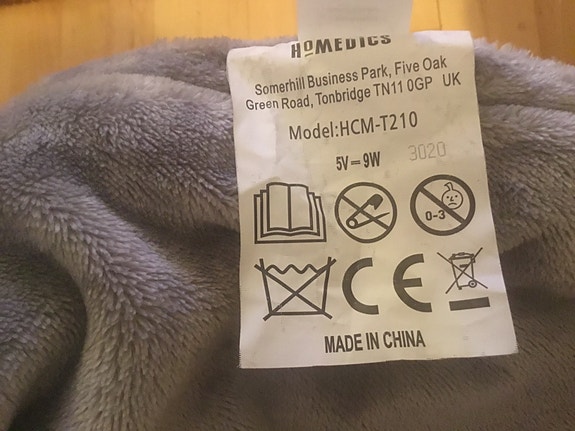 HOMEDICS
Somerhill Business Park, Five Oak
Green Road, Tonbridge TN11 0GP UK
Model:HCM-T210
5V⎓9W 3020
0-3
CE
MADE IN CHINA